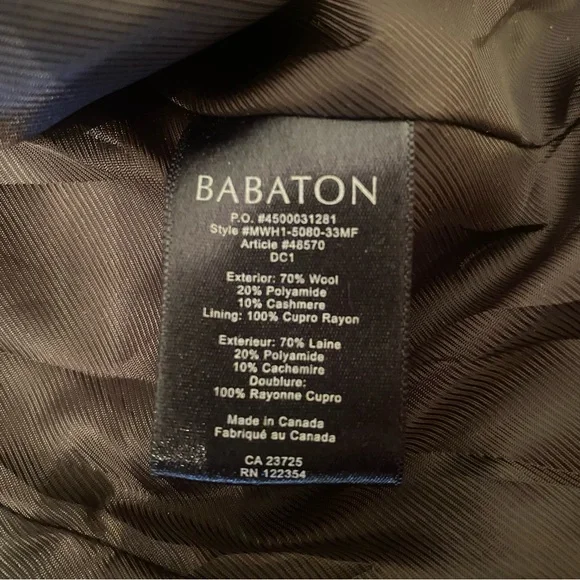 BABATON
P.O. #4500031281
Style #MWH1-5080-33MF
Article #48570
DC1
Exterior: 70% Wool
20% Polyamide
10% Cashmere
Lining: 100% Cupro Rayon
Exterieur: 70% Laine
20% Polyamide
10% Cachemire
Doublure:
100% Rayonne Cupro
Made in Canada
Fabriqué au Canada
CA 23725
RN 122354